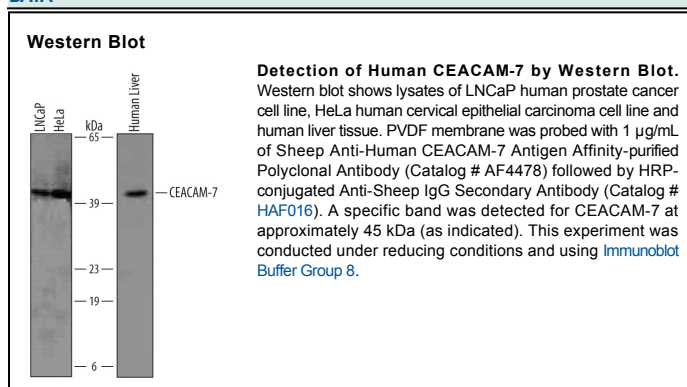 Western Blot
LNCaP
HeLa
kDa
Human Liver
65
CEACAM-7
39
23
19
6
Detection of Human CEACAM-7 by Western Blot.
Western blot shows lysates of LNCaP human prostate cancer
cell line, HeLa human cervical epithelial carcinoma cell line and
human liver tissue. PVDF membrane was probed with 1 µg/mL
of Sheep Anti-Human CEACAM-7 Antigen Affinity-purified
Polyclonal Antibody (Catalog # AF4478) followed by HRP-
conjugated Anti-Sheep IgG Secondary Antibody (Catalog #
HAF016). A specific band was detected for CEACAM-7 at
approximately 45 kDa (as indicated). This experiment was
conducted under reducing conditions and using Immunoblot
Buffer Group 8.